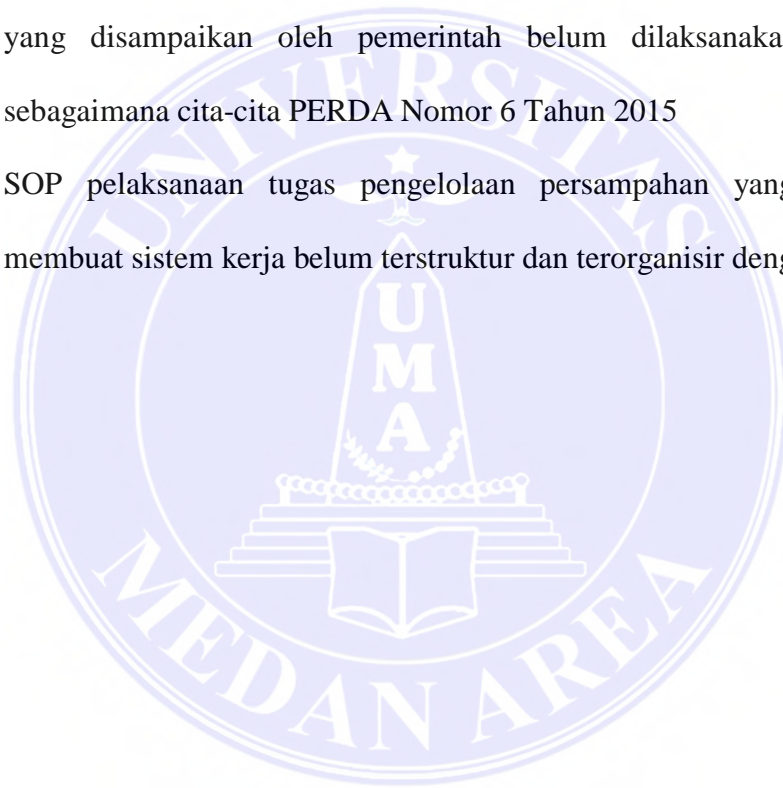 yang disampaikan oleh pemerintah belum dilaksanaka
sebagaimana cita-cita PERDA Nomor 6 Tahun 2015
SOP pelaksanaan tugas pengelolaan persampahan yang
membuat sistem kerja belum terstruktur dan terorganisir deng
UNIVERSITAS
UMA
MEDAN AREA